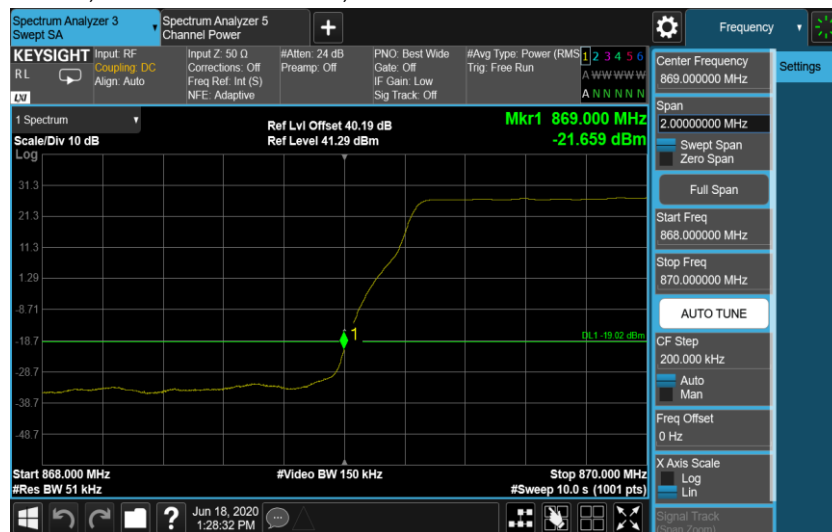 Spectrum Analyzer 3
Swept SA
Spectrum Analyzer 5
Channel Power
Frequency
KEYSIGHT
RL
LXI
Input: RF
Coupling: DC
Align: Auto
Input Z: 50 Ω
Corrections: Off
Freq Ref: Int (S)
NFE: Adaptive
#Atten: 24 dB
Preamp: Off
PNO: Best Wide
Gate: Off
IF Gain: Low
Sig Track: Off
#Avg Type: Power (RMS
Trig: Free Run
1 2 3 4 5 6
A W W W W W
A N N N N N
Center Frequency
869.000000 MHz
Settings
Span
2.00000000 MHz
Swept Span
Zero Span
Full Span
Start Freq
868.000000 MHz
Stop Freq
870.000000 MHz
AUTO TUNE
CF Step
200.000 kHz
Auto
Man
Freq Offset
0 Hz
X Axis Scale
Log
Lin
Signal Track
(Span Zoom)
1 Spectrum
Scale/Div 10 dB
Log
Ref Lvl Offset 40.19 dB
Ref Level 41.29 dBm
Mkr1 869.000 MHz
-21.659 dBm
31.3
21.3
11.3
1.29
-8.71
-18.7
-28.7
-38.7
-48.7
1
DL1 -19.02 dBm
Start 868.000 MHz
#Res BW 51 kHz
#Video BW 150 kHz
Stop 870.000 MHz
#Sweep 10.0 s (1001 pts)
?
Jun 18, 2020
1:28:32 PM